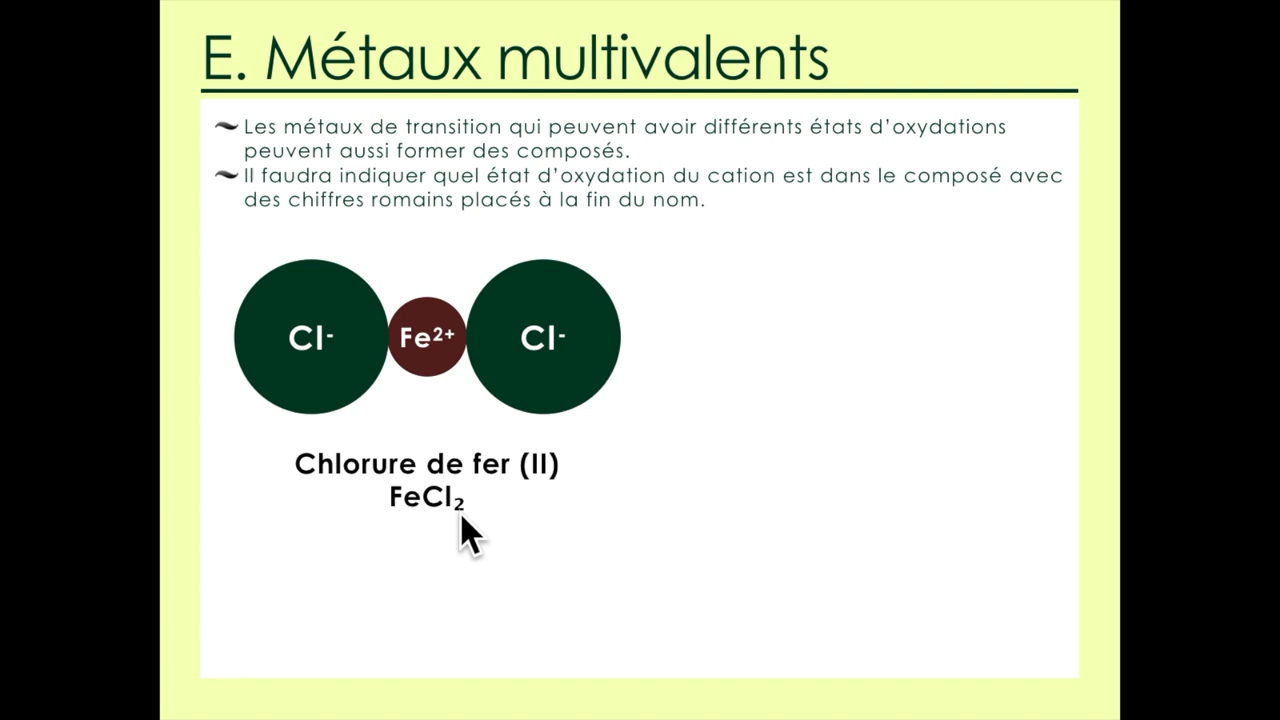 E. Métaux multivalents
Les métaux de transition qui peuvent avoir différents états d’oxydations
peuvent aussi former des composés.
Il faudra indiquer quel état d’oxydation du cation est dans le composé avec
des chiffres romains placés à la fin du nom.
Cl⁻ Fe²⁺ Cl⁻
Chlorure de fer (II)
FeCl₂